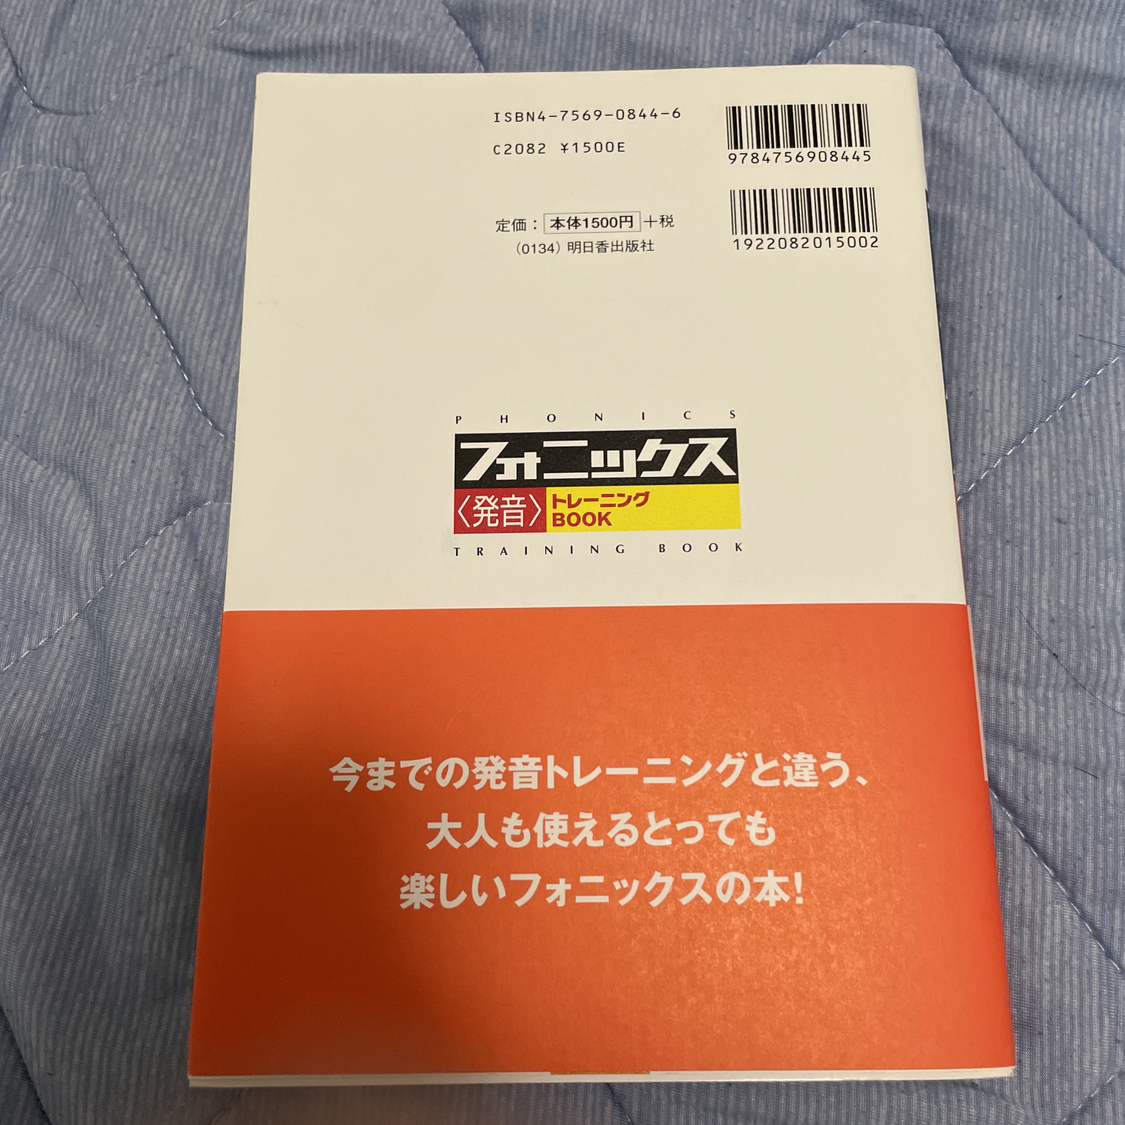 ISBN4-7569-0844-6
C2082 ¥1500E
9784756908445
1922082015002
定価：本体1500円＋税
(0134) 明日香出版社
PHONICS
フォニックス
〈発音〉トレーニング
BOOK
TRAINING BOOK
今までの発音トレーニングと違う、
大人も使えるとっても
楽しいフォニックスの本!